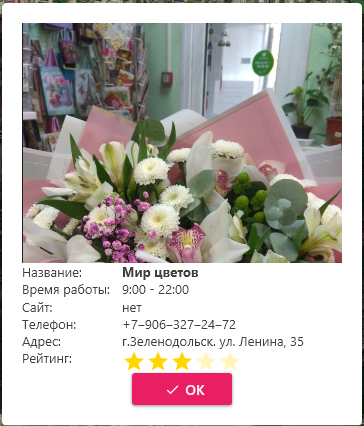 Название: Мир цветов
Время работы: 9:00 - 22:00
Сайт: нет
Телефон: +7–906–327–24–72
Адрес: г.Зеленодольск. ул. Ленина, 35
Рейтинг:
ОК